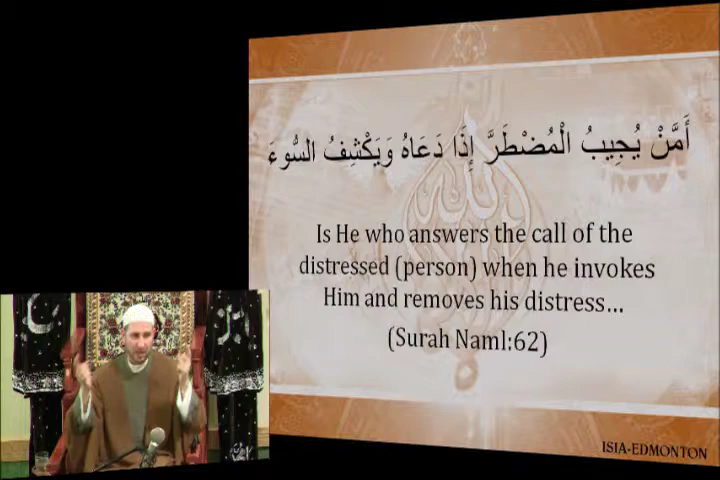 أَمَّنْ يُجِيبُ الْمُضْطَرَّ إِذَا دَعَاهُ وَيَكْشِفُ السُّوءَ
Is He who answers the call of the
distressed (person) when he invokes
Him and removes his distress...
(Surah Naml:62)
ISIA-EDMONTON